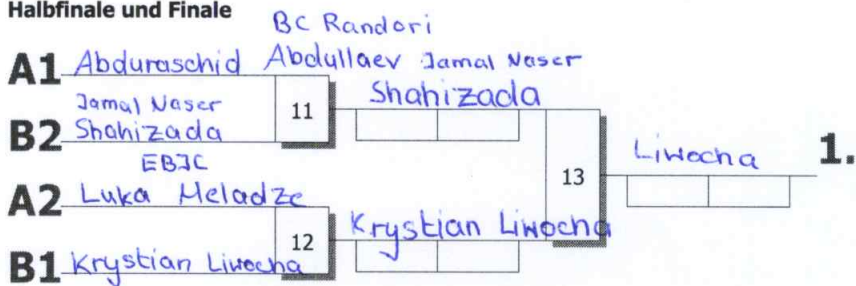 Halbfinale und Finale
BC Randori
A1 Abduraschid Abdullaev Jamal Naser
11
Shahizada
Jamal Naser
B2 Shahizada
13
Liwocha 1.
EBJC
A2 Luka Meladze
12
Krystian Liwocha
B1 Krystian Liwocha